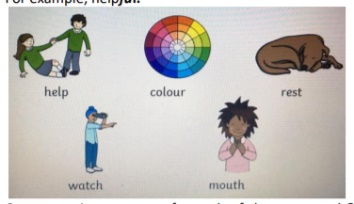 For example, helpful.
help colour rest
watch mouth